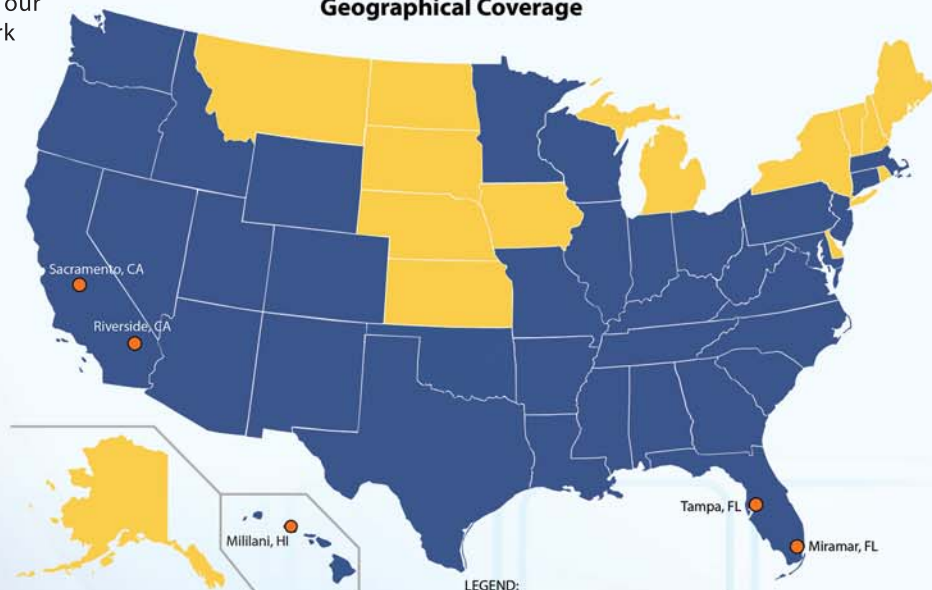 our
rk
Geographical Coverage
Sacramento, CA
Riverside, CA
Mililani, HI
Tampa, FL
Miramar, FL
LEGEND: